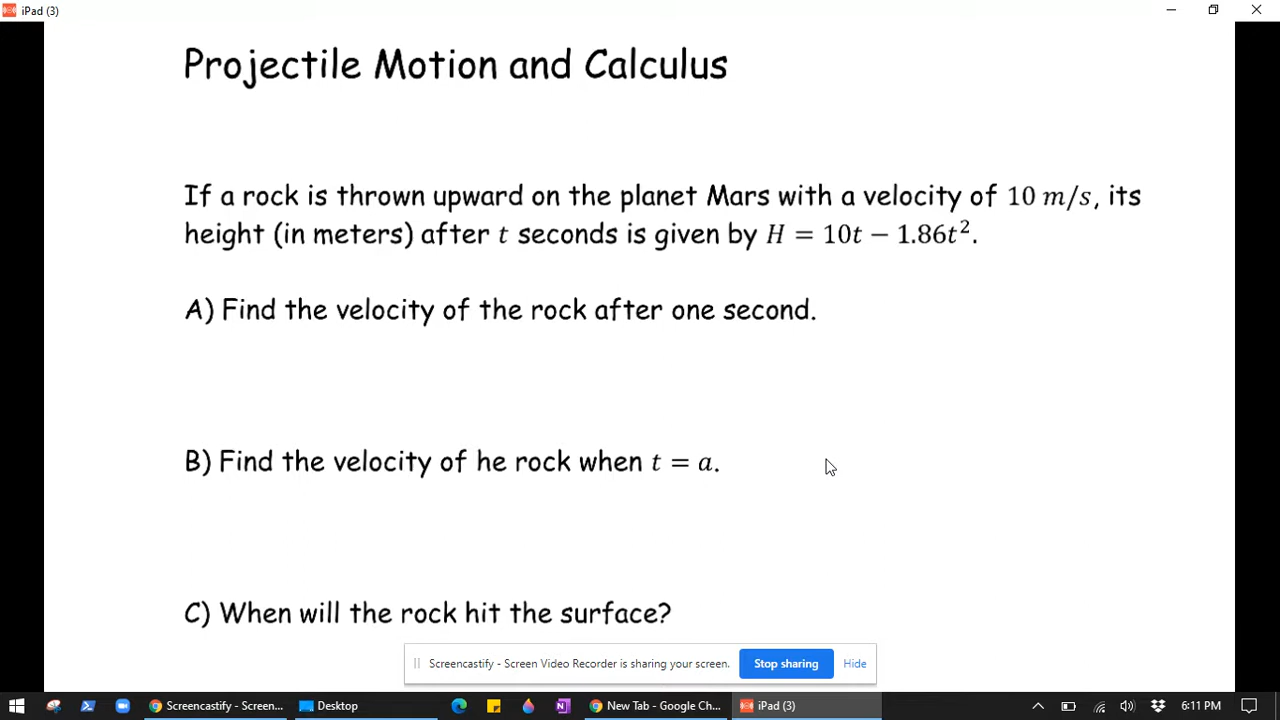 iPad (3)
Projectile Motion and Calculus
If a rock is thrown upward on the planet Mars with a velocity of 10 m/s, its
height (in meters) after t seconds is given by H = 10t − 1.86t².
A) Find the velocity of the rock after one second.
B) Find the velocity of he rock when t = a.
C) When will the rock hit the surface?
Screencastify - Screen Video Recorder is sharing your screen. Stop sharing Hide
Screencastify - Screen... Desktop New Tab - Google Ch... iPad (3) 6:11 PM